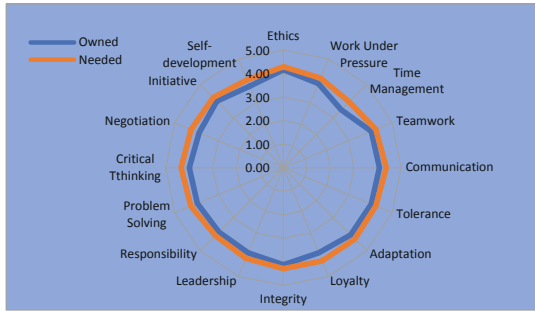 Owned
Needed
Ethics
5.00
4.00
3.00
2.00
1.00
0.00
Work Under
Pressure
Time
Management
Teamwork
Communication
Tolerance
Adaptation
Loyalty
Integrity
Leadership
Responsibility
Problem
Solving
Critical
Tthinking
Negotiation
Initiative
Self-
development